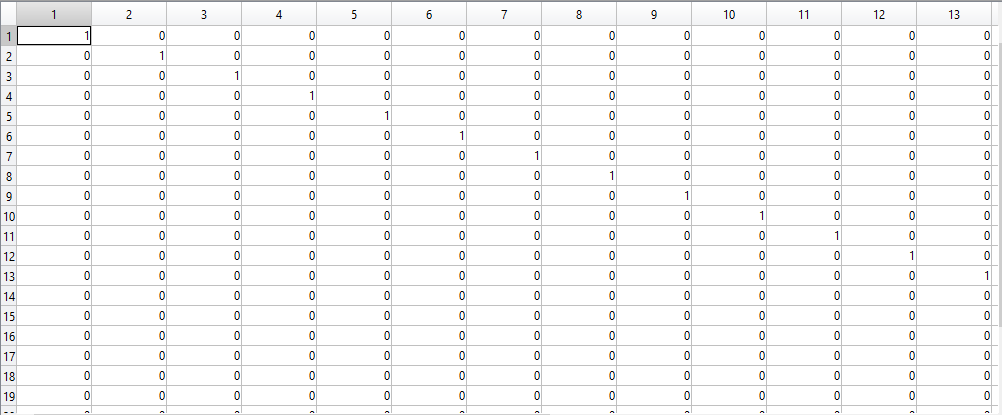 1 2 3 4 5 6 7 8 9 10 11 12 13
1 1 0 0 0 0 0 0 0 0 0 0 0 0
2 0 1 0 0 0 0 0 0 0 0 0 0 0
3 0 0 1 0 0 0 0 0 0 0 0 0 0
4 0 0 0 1 0 0 0 0 0 0 0 0 0
5 0 0 0 0 1 0 0 0 0 0 0 0 0
6 0 0 0 0 0 1 0 0 0 0 0 0 0
7 0 0 0 0 0 0 1 0 0 0 0 0 0
8 0 0 0 0 0 0 0 1 0 0 0 0 0
9 0 0 0 0 0 0 0 0 1 0 0 0 0
10 0 0 0 0 0 0 0 0 0 1 0 0 0
11 0 0 0 0 0 0 0 0 0 0 1 0 0
12 0 0 0 0 0 0 0 0 0 0 0 1 0
13 0 0 0 0 0 0 0 0 0 0 0 0 1
14 0 0 0 0 0 0 0 0 0 0 0 0 0
15 0 0 0 0 0 0 0 0 0 0 0 0 0
16 0 0 0 0 0 0 0 0 0 0 0 0 0
17 0 0 0 0 0 0 0 0 0 0 0 0 0
18 0 0 0 0 0 0 0 0 0 0 0 0 0
19 0 0 0 0 0 0 0 0 0 0 0 0 0